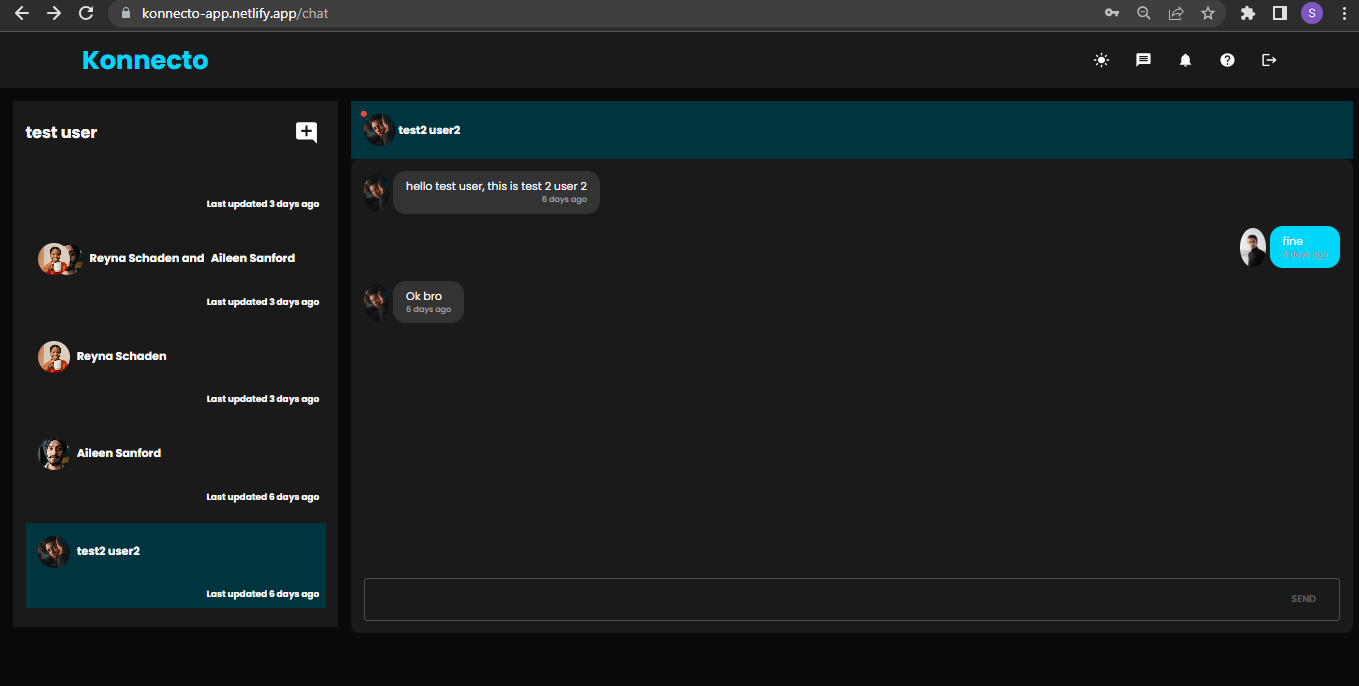 konnecto-app.netlify.app/chat
S
Konnecto
test user
Last updated 3 days ago
Reyna Schaden and Aileen Sanford
Last updated 3 days ago
Reyna Schaden
Last updated 3 days ago
Aileen Sanford
Last updated 6 days ago
test2 user2
Last updated 6 days ago
test2 user2
hello test user, this is test 2 user 2
6 days ago
fine
6 days ago
Ok bro
6 days ago
SEND